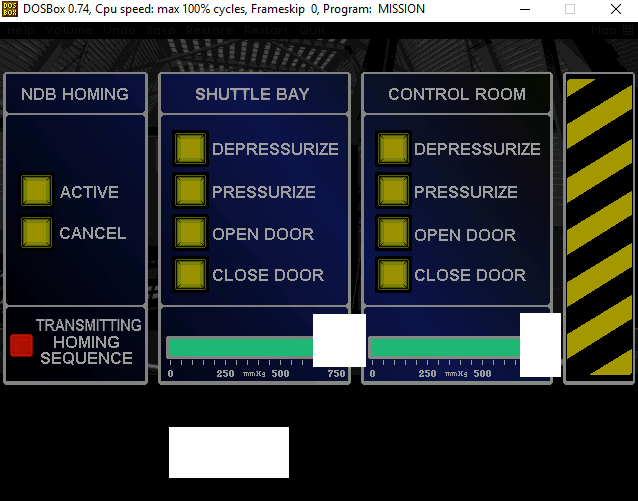 DOSBox 0.74, Cpu speed: max 100% cycles, Frameskip 0, Program: MISSION
Help Volume Undo Save Restore Restart Quit Map
NDB HOMING
ACTIVE
CANCEL
TRANSMITTING
HOMING
SEQUENCE
SHUTTLE BAY
DEPRESSURIZE
PRESSURIZE
OPEN DOOR
CLOSE DOOR
0 250 mmHg 500 750
CONTROL ROOM
DEPRESSURIZE
PRESSURIZE
OPEN DOOR
CLOSE DOOR
0 250 mmHg 500